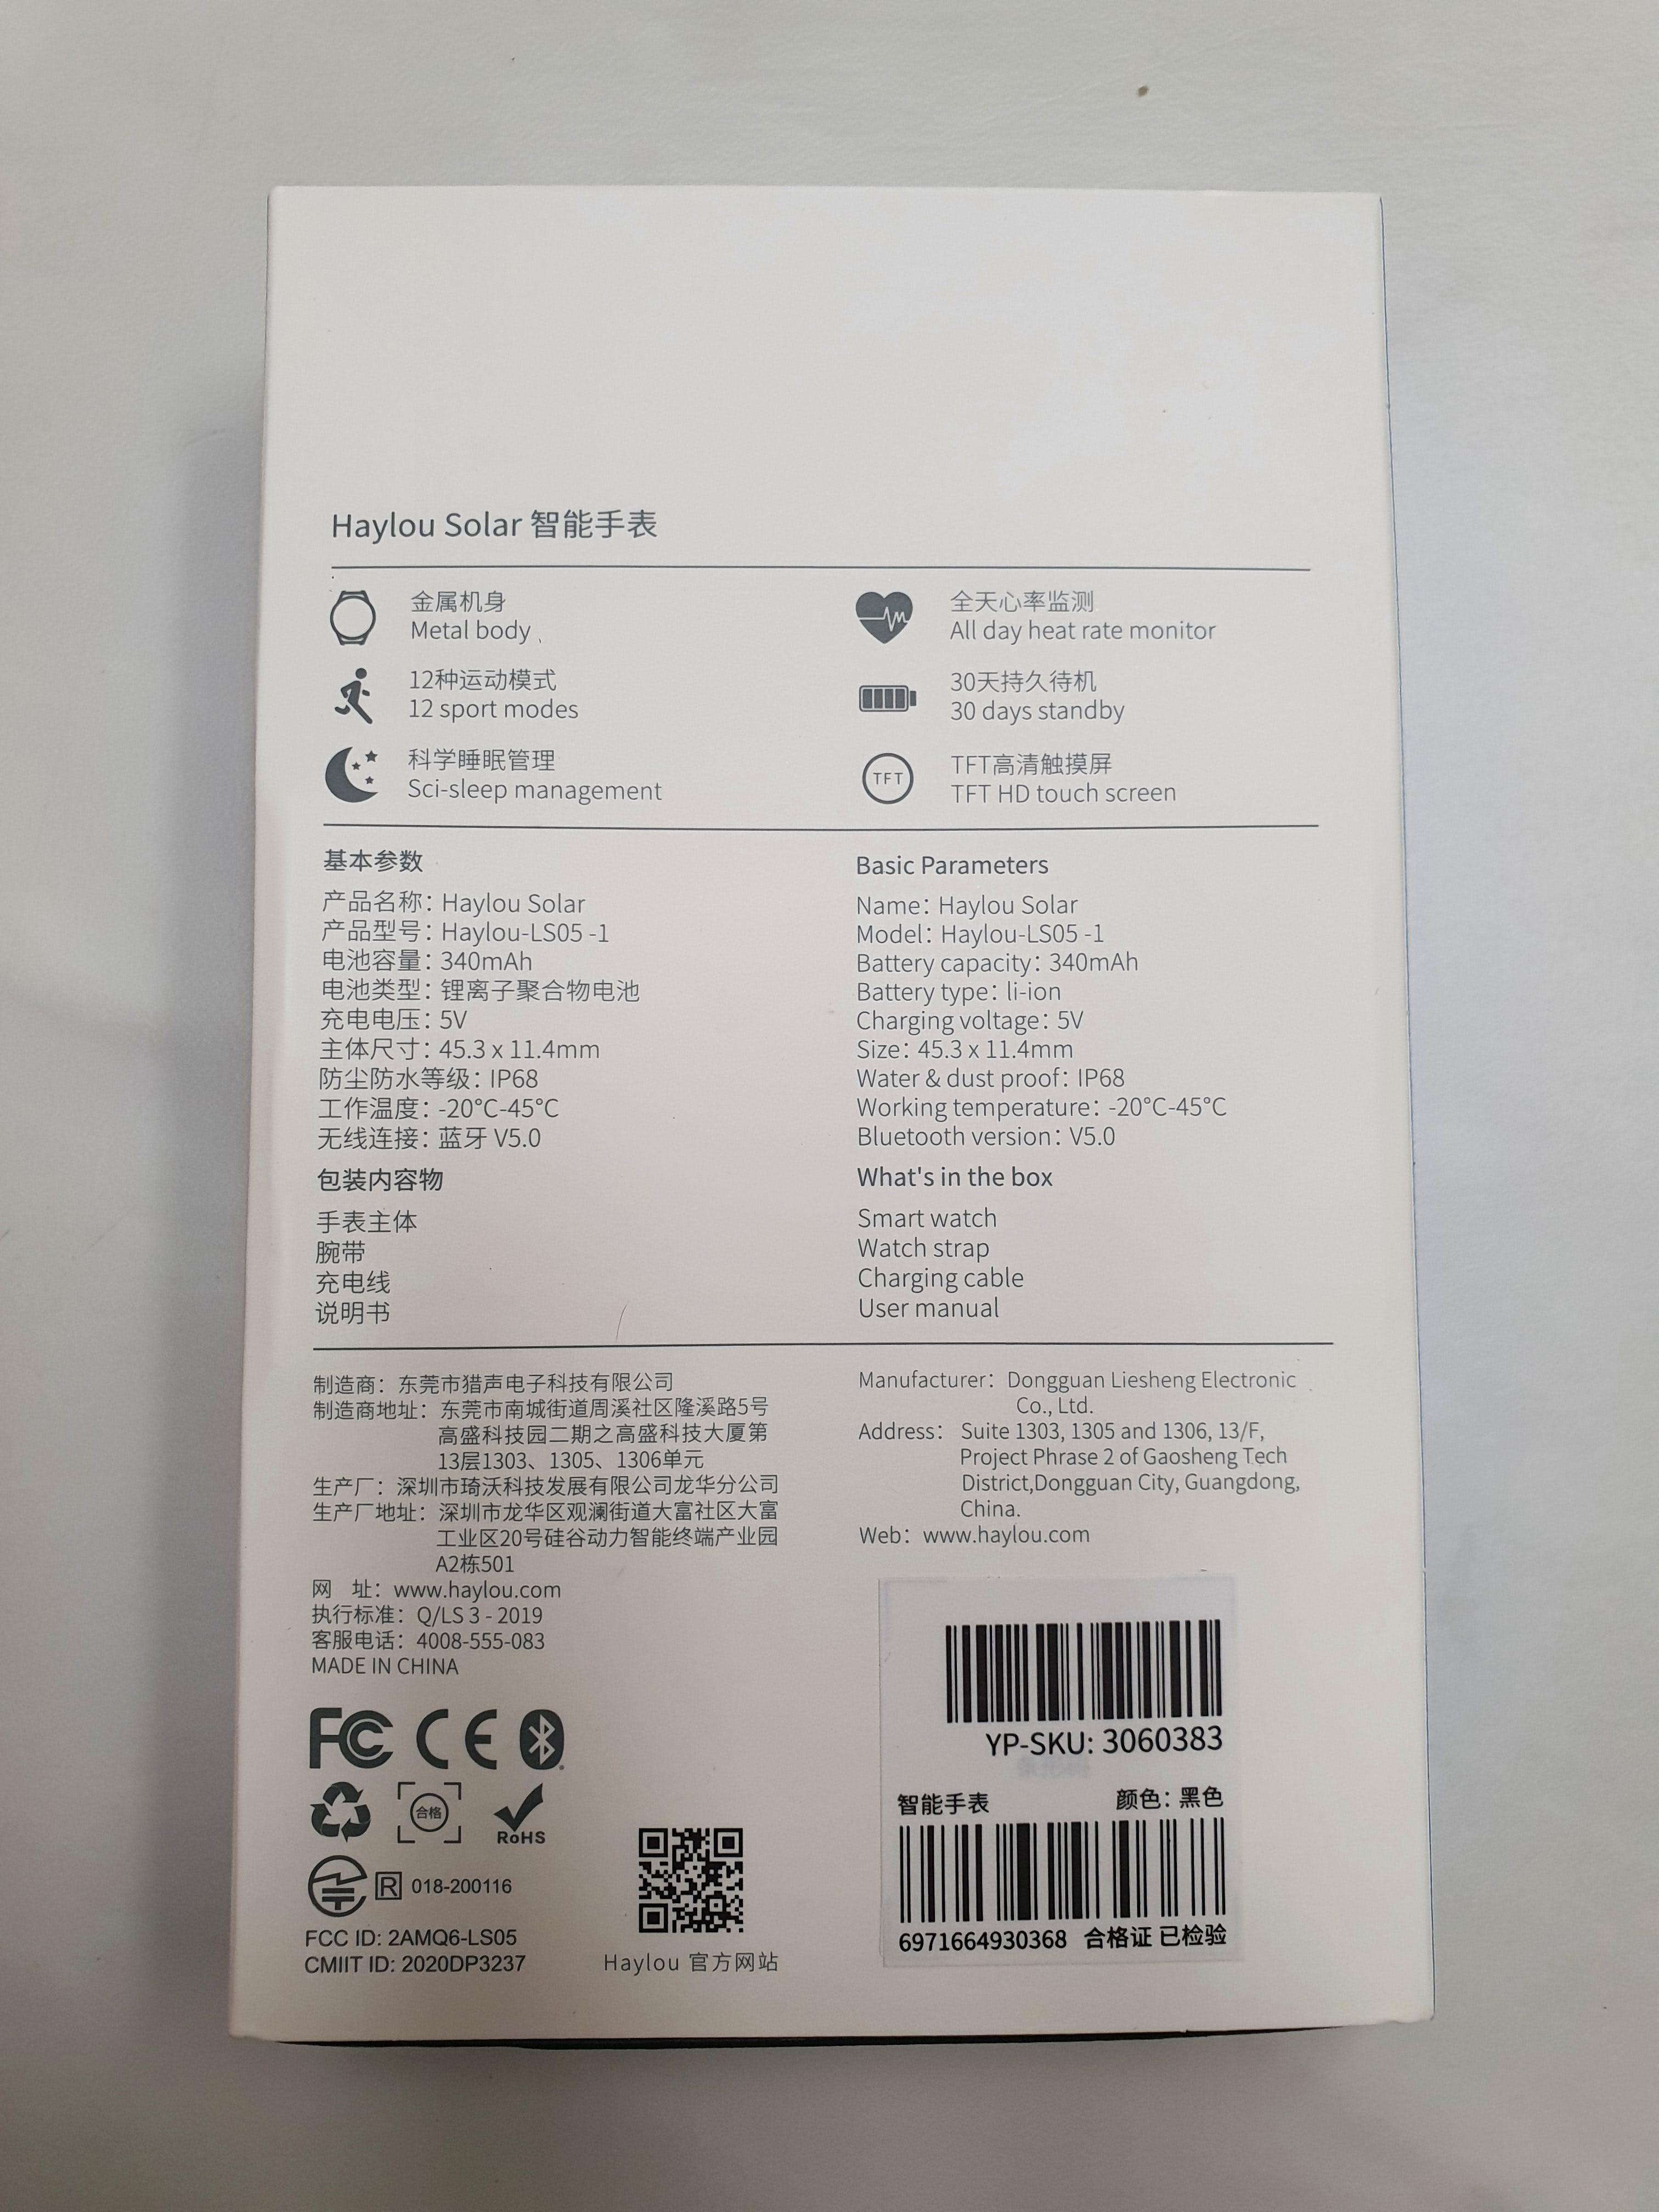 Haylou Solar 智能手表
金属机身
Metal body
全天心率监测
All day heat rate monitor
12种运动模式
12 sport modes
30天持久待机
30 days standby
科学睡眠管理
Sci-sleep management
TFT
TFT高清触摸屏
TFT HD touch screen
基本参数
产品名称：Haylou Solar
产品型号：Haylou-LS05 -1
电池容量：340mAh
电池类型：锂离子聚合物电池
充电电压：5V
主体尺寸：45.3 x 11.4mm
防尘防水等级：IP68
工作温度：-20°C-45°C
无线连接：蓝牙 V5.0
包装内容物
手表主体
腕带
充电线
说明书
Basic Parameters
Name：Haylou Solar
Model：Haylou-LS05 -1
Battery capacity：340mAh
Battery type：li-ion
Charging voltage：5V
Size：45.3 x 11.4mm
Water & dust proof：IP68
Working temperature：-20°C-45°C
Bluetooth version：V5.0
What's in the box
Smart watch
Watch strap
Charging cable
User manual
制造商：东莞市猎声电子科技有限公司
制造商地址：东莞市南城街道周溪社区隆溪路5号
高盛科技园二期之高盛科技大厦第
13层1303、1305、1306单元
生产厂：深圳市琦沃科技发展有限公司龙华分公司
生产厂地址：深圳市龙华区观澜街道大富社区大富
工业区20号硅谷动力智能终端产业园
A2栋501
网 址：www.haylou.com
执行标准：Q/LS 3 - 2019
客服电话：4008-555-083
MADE IN CHINA
Manufacturer：Dongguan Liesheng Electronic
Co., Ltd.
Address：Suite 1303, 1305 and 1306, 13/F,
Project Phrase 2 of Gaosheng Tech
District,Dongguan City, Guangdong,
China.
Web：www.haylou.com
FC CE
合格
RoHS
R 018-200116
FCC ID: 2AMQ6-LS05
CMIIT ID: 2020DP3237
Haylou 官方网站
YP-SKU: 3060383
智能手表 颜色：黑色
6971664930368 合格证 已检验